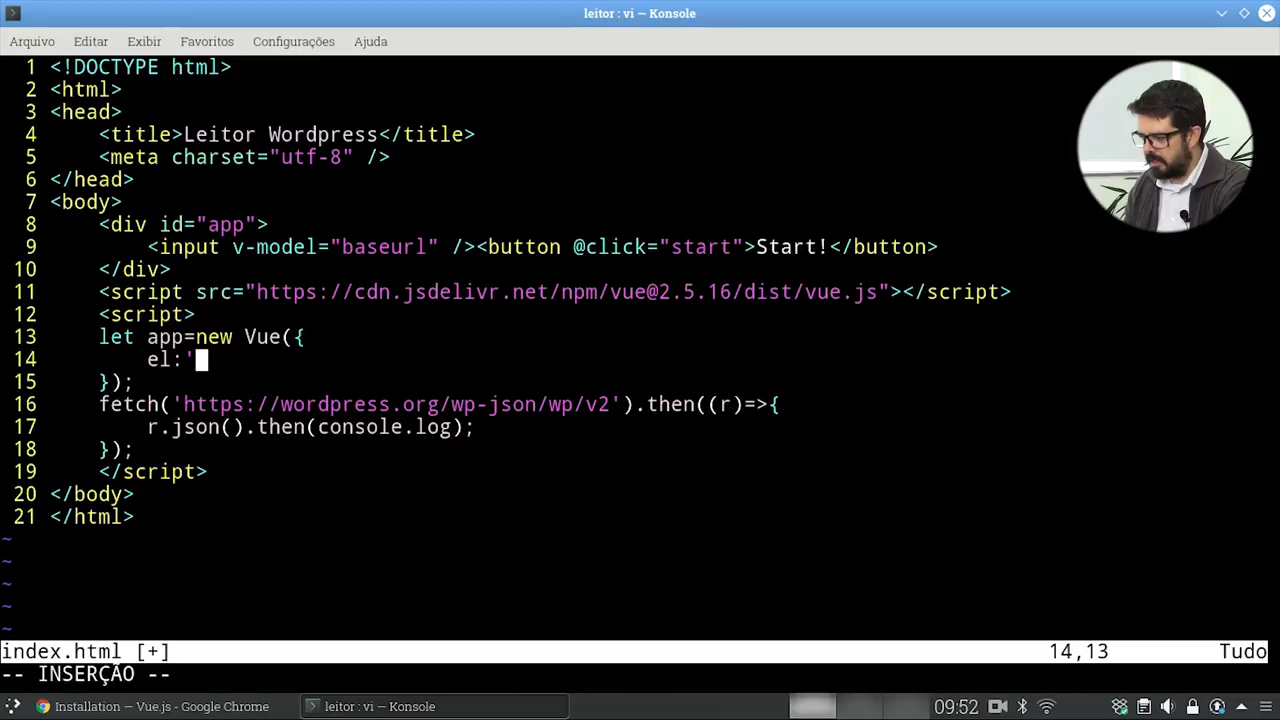 leitor : vi — Konsole
Arquivo Editar Exibir Favoritos Configurações Ajuda
1 <!DOCTYPE html>
2 <html>
3 <head>
4 <title>Leitor Wordpress</title>
5 <meta charset="utf-8" />
6 </head>
7 <body>
8 <div id="app">
9 <input v-model="baseurl" /><button @click="start">Start!</button>
10 </div>
11 <script src="https://cdn.jsdelivr.net/npm/vue@2.5.16/dist/vue.js"></script>
12 <script>
13 let app=new Vue({
14 el:'
15 });
16 fetch('https://wordpress.org/wp-json/wp/v2').then((r)=>{
17 r.json().then(console.log);
18 });
19 </script>
20 </body>
21 </html>
~
~
~
~
~
index.html [+] 14,13 Tudo
-- INSERÇÃO --
Installation — Vue.js - Google Chrome leitor : vi — Konsole 09:52